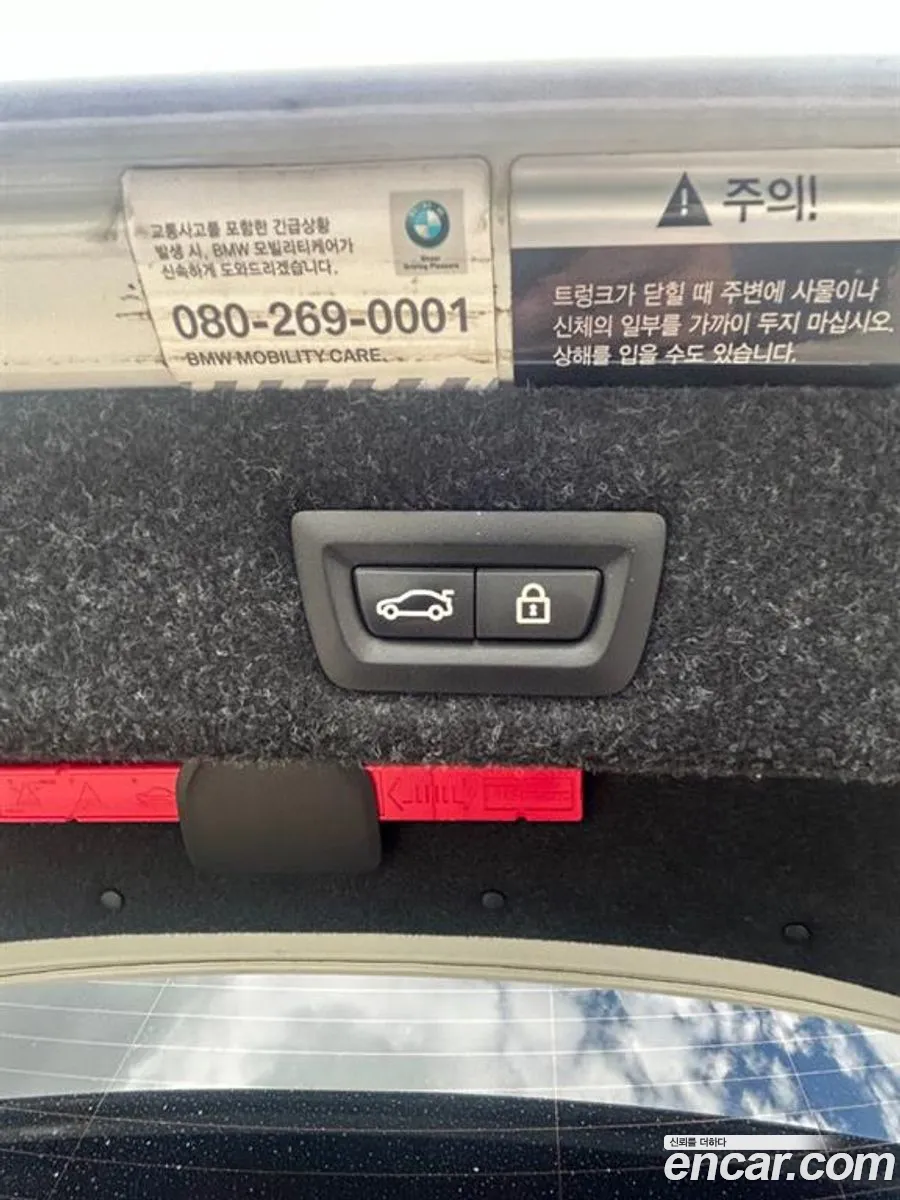 교통사고를 포함한 긴급상황
발생 시, BMW 모빌리티케어가
신속하게 도와드리겠습니다.
Sheer
Driving Pleasure
080-269-0001
BMW MOBILITY CARE.
주의!
트렁크가 닫힐 때 주변에 사물이나
신체의 일부를 가까이 두지 마십시오.
상해를 입을 수도 있습니다.
신뢰를 더하다
encar.com